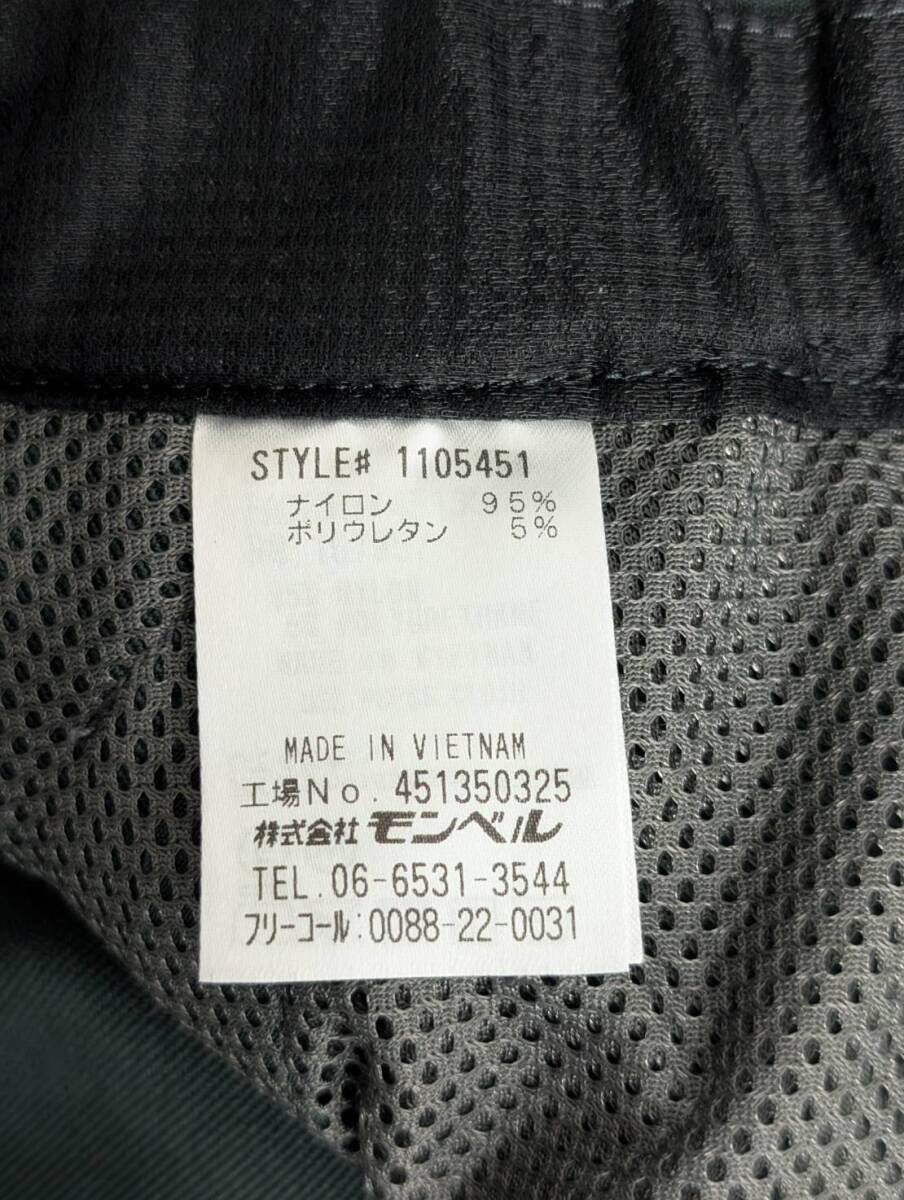 STYLE# 1105451
ナイロン 95%
ポリウレタン 5%
MADE IN VIETNAM
工場No. 451350325
株式会社 モンベル
TEL. 06-6531-3544
フリーコール:0088-22-0031